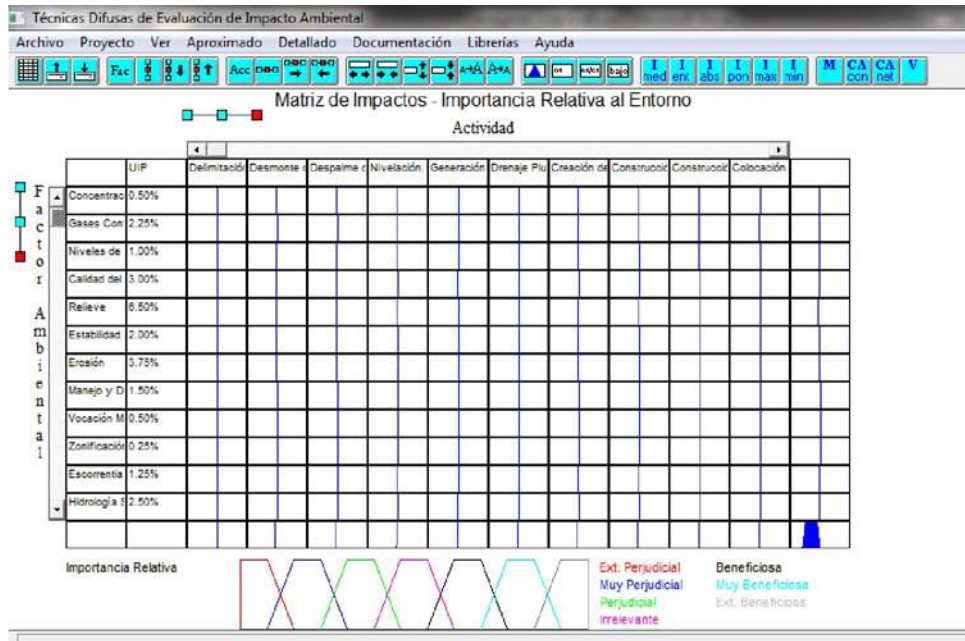 Técnicas Difusas de Evaluación de Impacto Ambiental
Archivo Proyecto Ver Aproximado Detallado Documentación Librerías Ayuda
Fac Acc A→A A→A bajo I med I ent I abs I pon I max I min M CA con CA nat V
Matriz de Impactos - Importancia Relativa al Entorno
Actividad
UIP Delimitación Desmonte Despalme Nivelación, Generación Drenaje Plu Creación de Construcció Construcció Colocación
Factor Ambiental
Concentrac 0.50%
Gases Con 2.25%
Niveles de 1.00%
Calidad del 3.00%
Relieve 6.50%
Estabilidad 2.00%
Erosión 3.75%
Manejo y D 1.50%
Vocación M 0.50%
Zonificación 0.25%
Escorrentía 1.25%
Hidrología S 2.50%
Importancia Relativa
Ext. Perjudicial Beneficiosa
Muy Perjudicial Muy Beneficiosa
Perjudicial Ext. Beneficiosa
Irrelevante